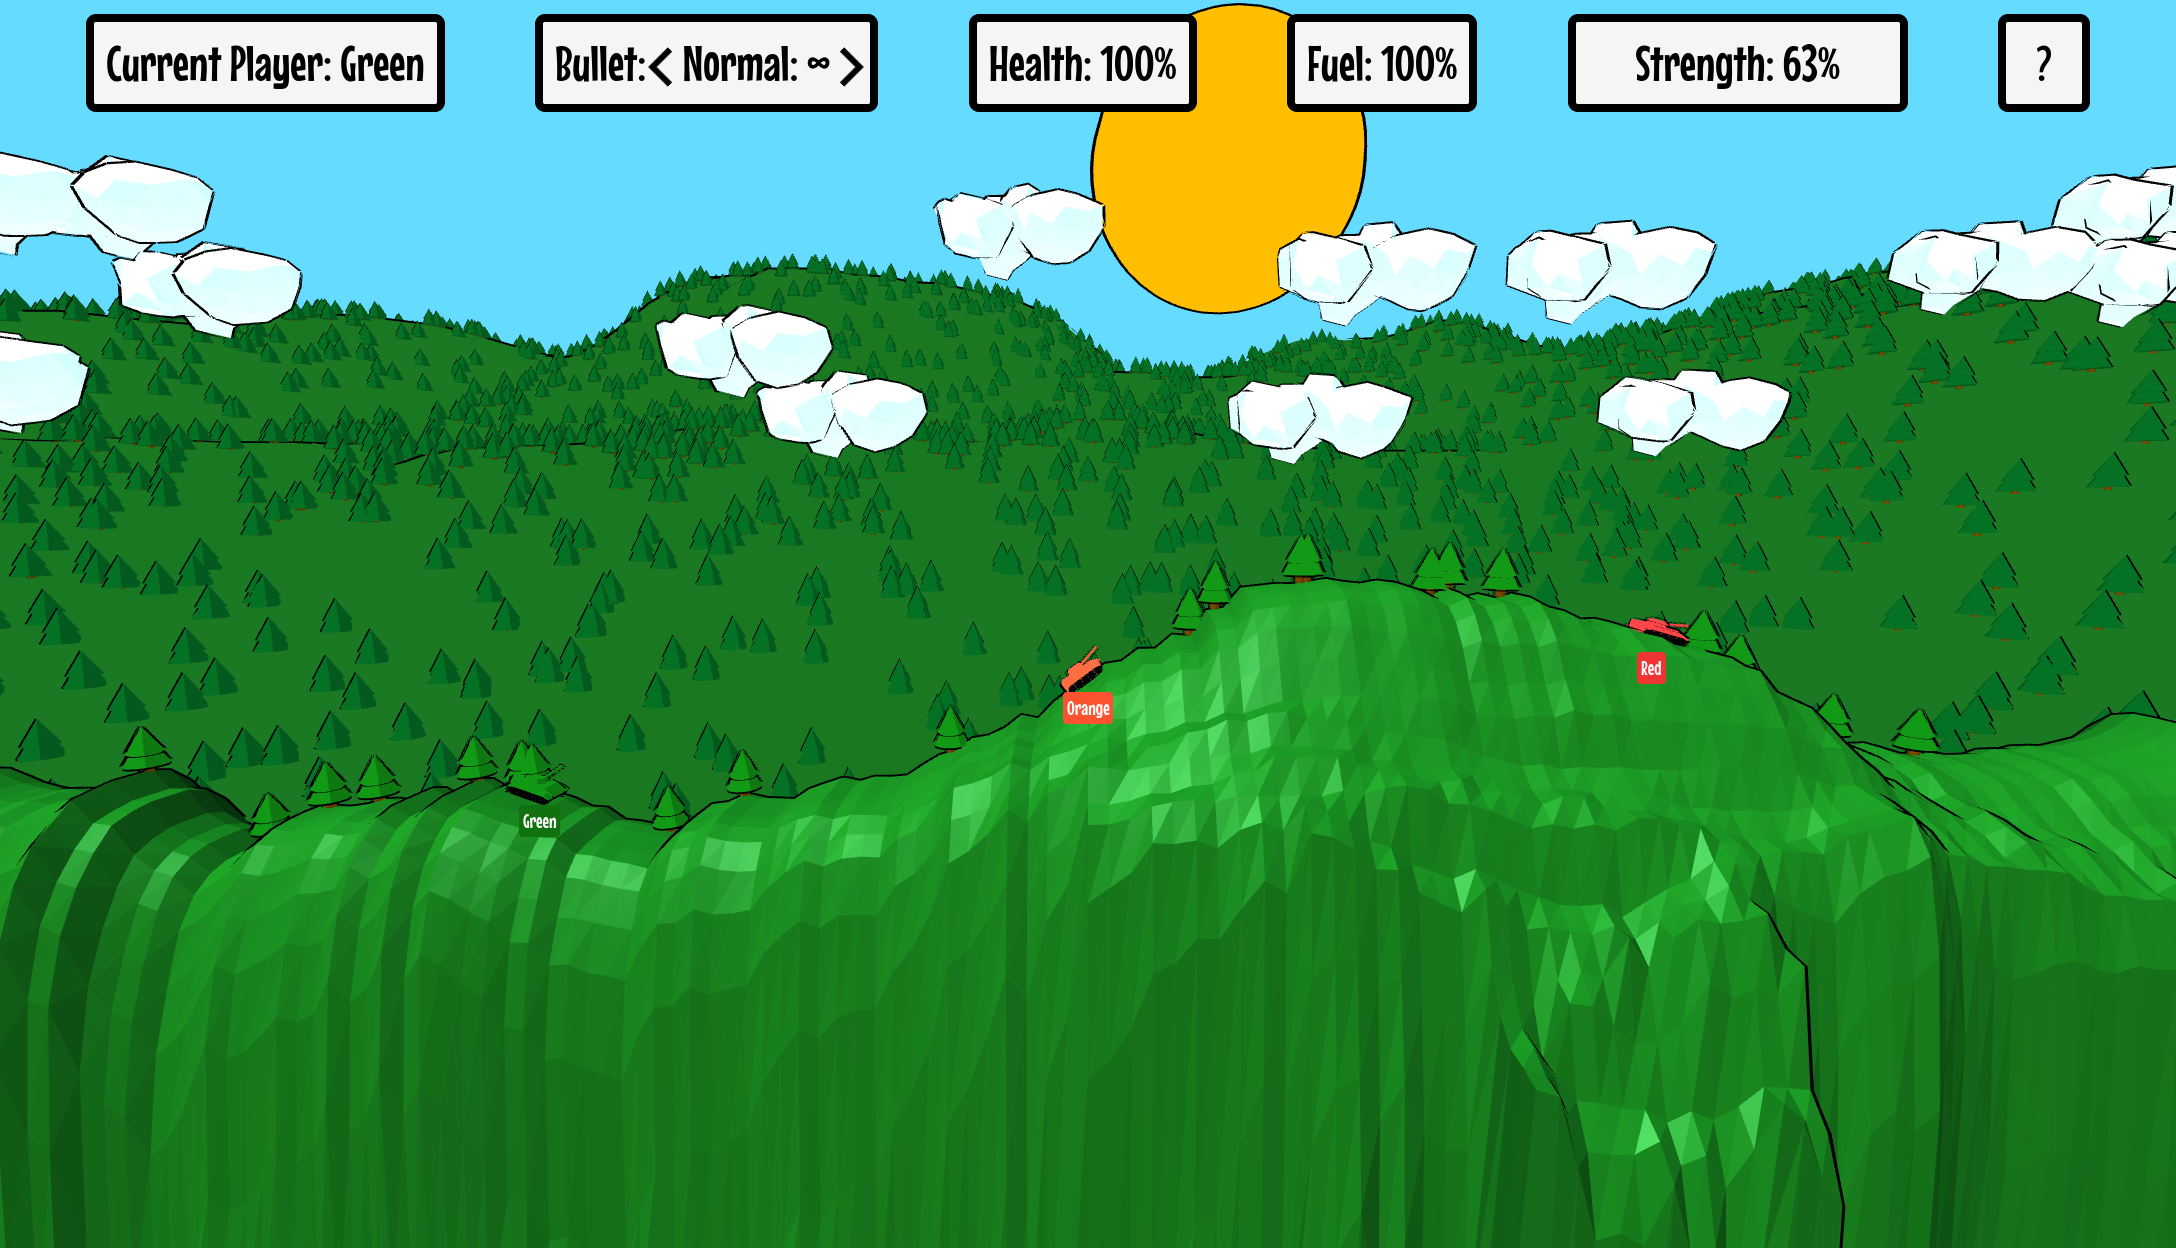 Current Player: Green
Bullet: < Normal: ∞ >
Health: 100%
Fuel: 100%
Strength: 63%
?
Red
Orange
Green